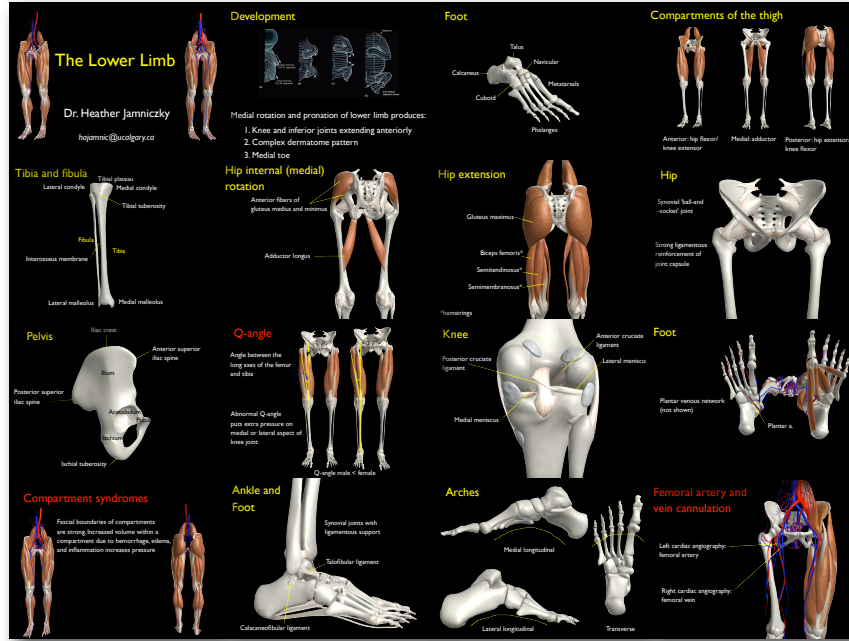 The Lower Limb
Dr. Heather Jamniczky
hajamnic@ucalgary.ca
Development
Medial rotation and pronation of lower limb produces:
1. Knee and inferior joints extending anteriorly
2. Complex dermatome pattern
3. Medial toe
Foot
Talus
Navicular
Calcaneus
Metatarsals
Cuboid
Phalanges
Compartments of the thigh
Anterior: hip flexor/
knee extensor
Medial: adductor
Posterior: hip extensor/
knee flexor
Tibia and fibula
Tibial plateau
Lateral condyle
Medial condyle
Tibial tuberosity
Fibula
Tibia
Interosseus membrane
Lateral malleolus
Medial malleolus
Hip internal (medial)
rotation
Anterior fibers of
gluteus medius and minimus
Adductor longus
Hip extension
Gluteus maximus
Biceps femoris*
Semitendinosus*
Semimembranosus*
*hamstrings
Hip
Synovial 'ball-and
-socket' joint
Strong ligamentous
reinforcement of
joint capsule
Pelvis
Iliac crest
Anterior superior
iliac spine
Ilium
Posterior superior
iliac spine
Acetabulum
Pubis
Ischium
Ischial tuberosity
Q-angle
Angle between the
long axes of the femur
and tibia
Abnormal Q-angle
puts extra pressure on
medial or lateral aspect of
knee joint
Q-angle male < female
Knee
Anterior cruciate
ligament
Posterior cruciate
ligament
Lateral meniscu
Medial meniscus
Foot
Plantar venous network
(not shown)
Plantar a.
Compartment syndromes
Fascial boundaries of compartments
are strong. Increased volume within a
compartment due to hemorrhage, edema,
and inflammation increases pressure
Ankle and
Foot
Synovial joints with
ligamentous support
Talofibular ligament
Calacaneofibular ligament
Arches
Medial longitudinal
Lateral longitudinal
Transverse
Femoral artery and
vein cannulation
Left cardiac angiography:
femoral artery
Right cardiac angiography:
femoral vein